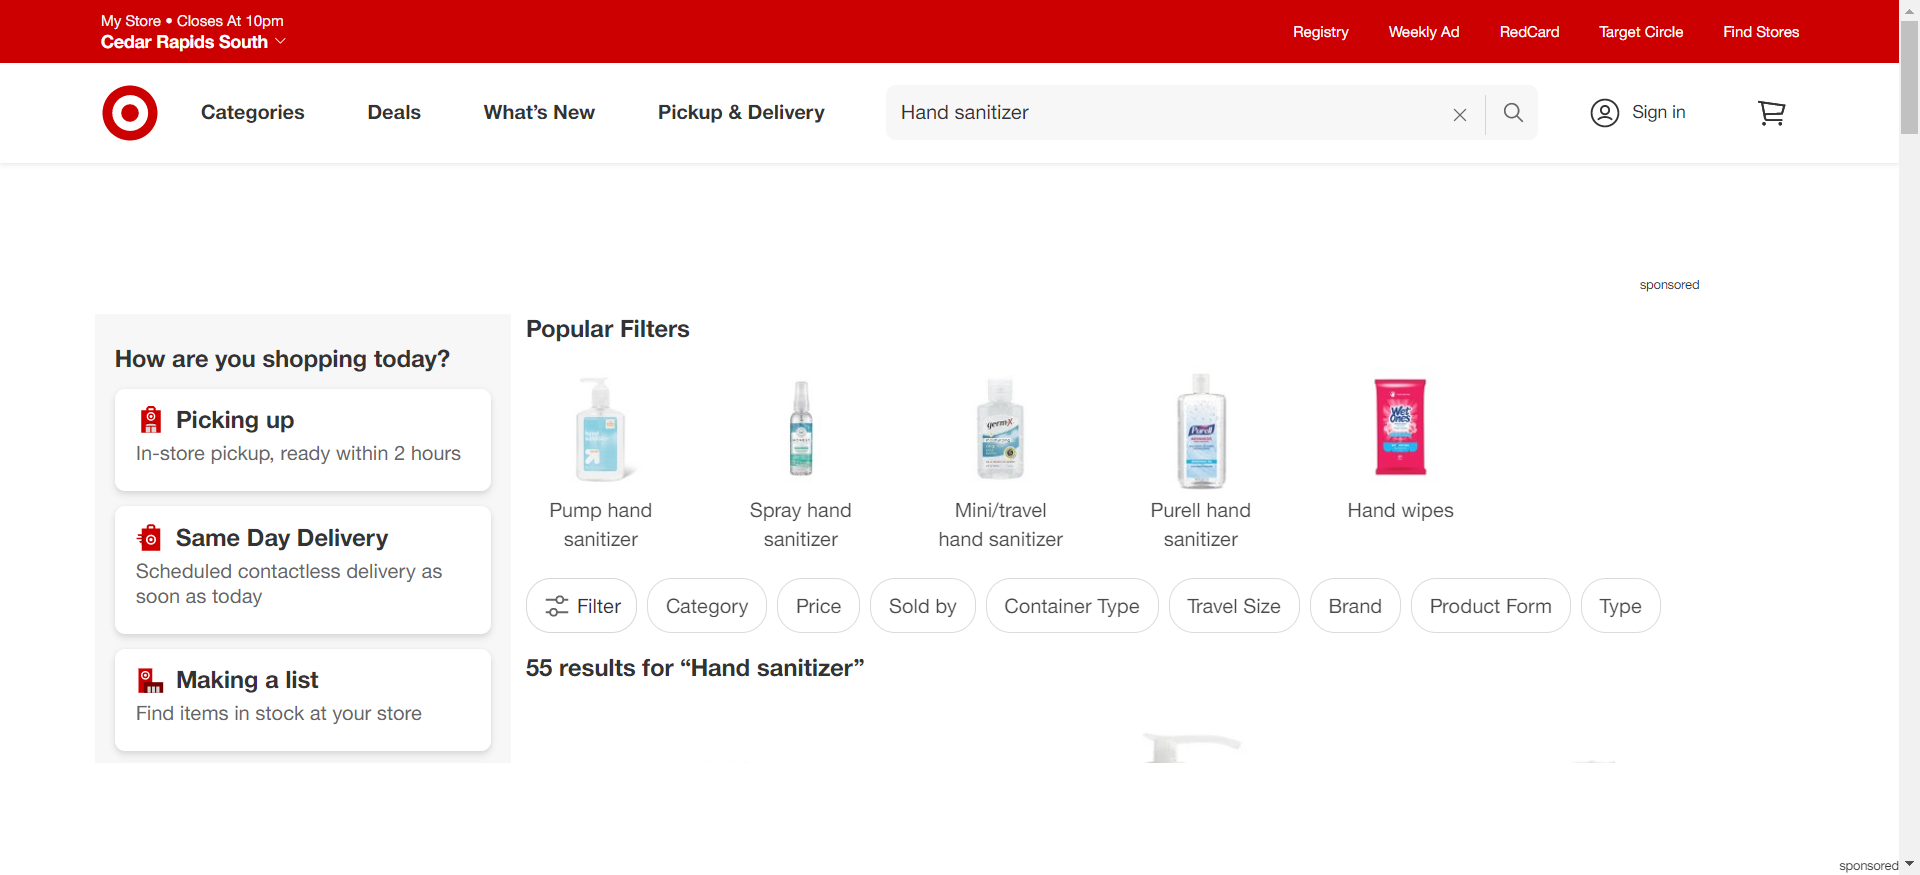 My Store • Closes At 10pm
Cedar Rapids South
Registry
Weekly Ad
RedCard
Target Circle
Find Stores
Categories
Deals
What’s New
Pickup & Delivery
Hand sanitizer
Sign in
sponsored
How are you shopping today?
Picking up
In-store pickup, ready within 2 hours
Same Day Delivery
Scheduled contactless delivery as
soon as today
Making a list
Find items in stock at your store
Popular Filters
germ-x
Purell
Wet
Ones
Pump hand
sanitizer
Spray hand
sanitizer
Mini/travel
hand sanitizer
Purell hand
sanitizer
Hand wipes
Filter
Category
Price
Sold by
Container Type
Travel Size
Brand
Product Form
Type
55 results for “Hand sanitizer”
sponsored